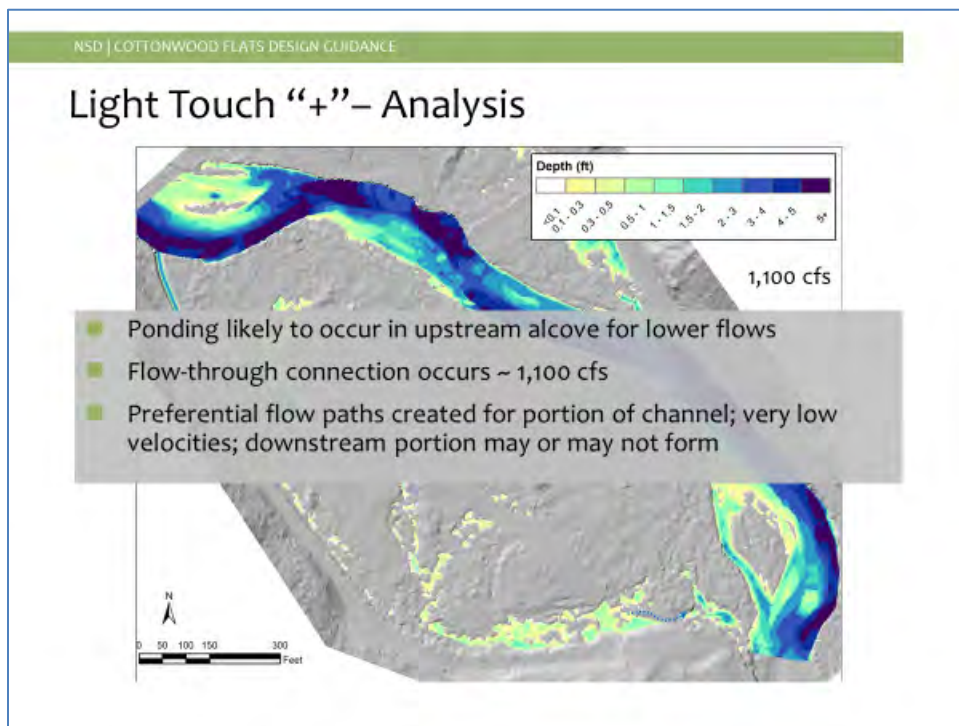 NSD | COTTONWOOD FLATS DESIGN GUIDANCE
Light Touch “+”– Analysis
Depth (ft)
<0.1
0.1 - 0.3
0.3 - 0.5
0.5 - 1
1 - 1.5
1.5 - 2
2 - 3
3 - 4
4 - 5
5+
1,100 cfs
Ponding likely to occur in upstream alcove for lower flows
Flow-through connection occurs ~ 1,100 cfs
Preferential flow paths created for portion of channel; very low
velocities; downstream portion may or may not form
N
0 50 100 150 300
Feet